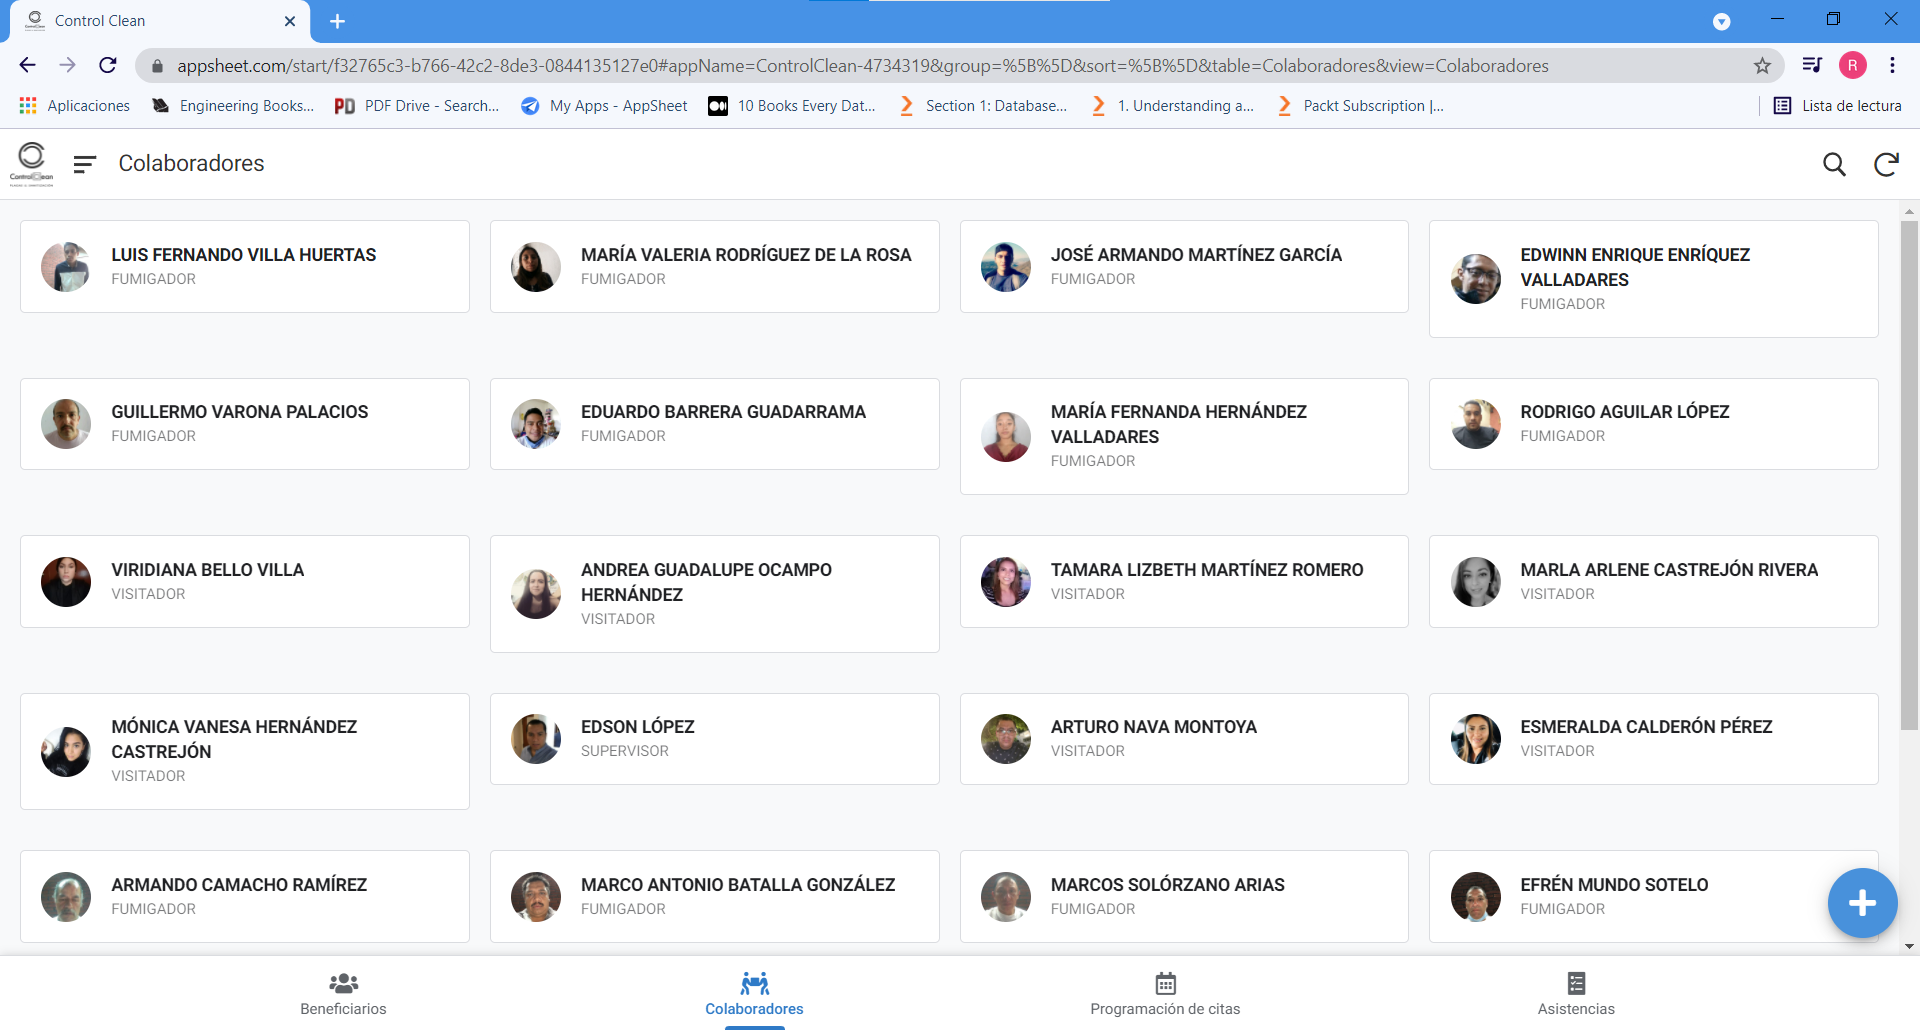 Control Clean
appsheet.com/start/f32765c3-b766-42c2-8de3-0844135127e0#appName=ControlClean-4734319&group=%5B%5D&sort=%5B%5D&table=Colaboradores&view=Colaboradores
R
Aplicaciones
Engineering Books...
PD PDF Drive - Search...
My Apps - AppSheet
10 Books Every Dat...
Section 1: Database...
1. Understanding a...
Packt Subscription |...
Lista de lectura
ControlClean
Colaboradores
LUIS FERNANDO VILLA HUERTAS
FUMIGADOR
MARÍA VALERIA RODRÍGUEZ DE LA ROSA
FUMIGADOR
JOSÉ ARMANDO MARTÍNEZ GARCÍA
FUMIGADOR
EDWINN ENRIQUE ENRÍQUEZ
VALLADARES
FUMIGADOR
GUILLERMO VARONA PALACIOS
FUMIGADOR
EDUARDO BARRERA GUADARRAMA
FUMIGADOR
MARÍA FERNANDA HERNÁNDEZ
VALLADARES
FUMIGADOR
RODRIGO AGUILAR LÓPEZ
FUMIGADOR
VIRIDIANA BELLO VILLA
VISITADOR
ANDREA GUADALUPE OCAMPO
HERNÁNDEZ
VISITADOR
TAMARA LIZBETH MARTÍNEZ ROMERO
VISITADOR
MARLA ARLENE CASTREJÓN RIVERA
VISITADOR
MÓNICA VANESA HERNÁNDEZ
CASTREJÓN
VISITADOR
EDSON LÓPEZ
SUPERVISOR
ARTURO NAVA MONTOYA
VISITADOR
ESMERALDA CALDERÓN PÉREZ
VISITADOR
ARMANDO CAMACHO RAMÍREZ
FUMIGADOR
MARCO ANTONIO BATALLA GONZÁLEZ
FUMIGADOR
MARCOS SOLÓRZANO ARIAS
FUMIGADOR
EFRÉN MUNDO SOTELO
FUMIGADOR
Beneficiarios
Colaboradores
Programación de citas
Asistencias